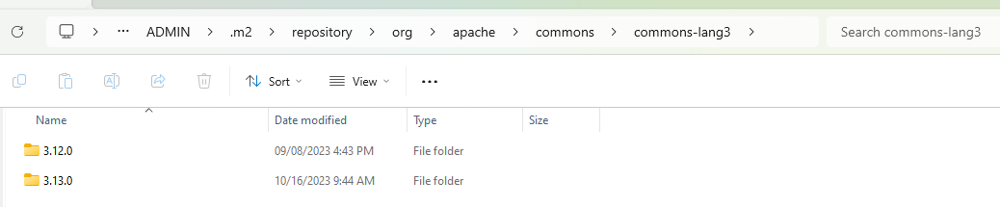 ADMIN > .m2 > repository > org > apache > commons > commons-lang3 > Search commons-lang3
Sort View
Name Date modified Type Size
3.12.0 09/08/2023 4:43 PM File folder
3.13.0 10/16/2023 9:44 AM File folder